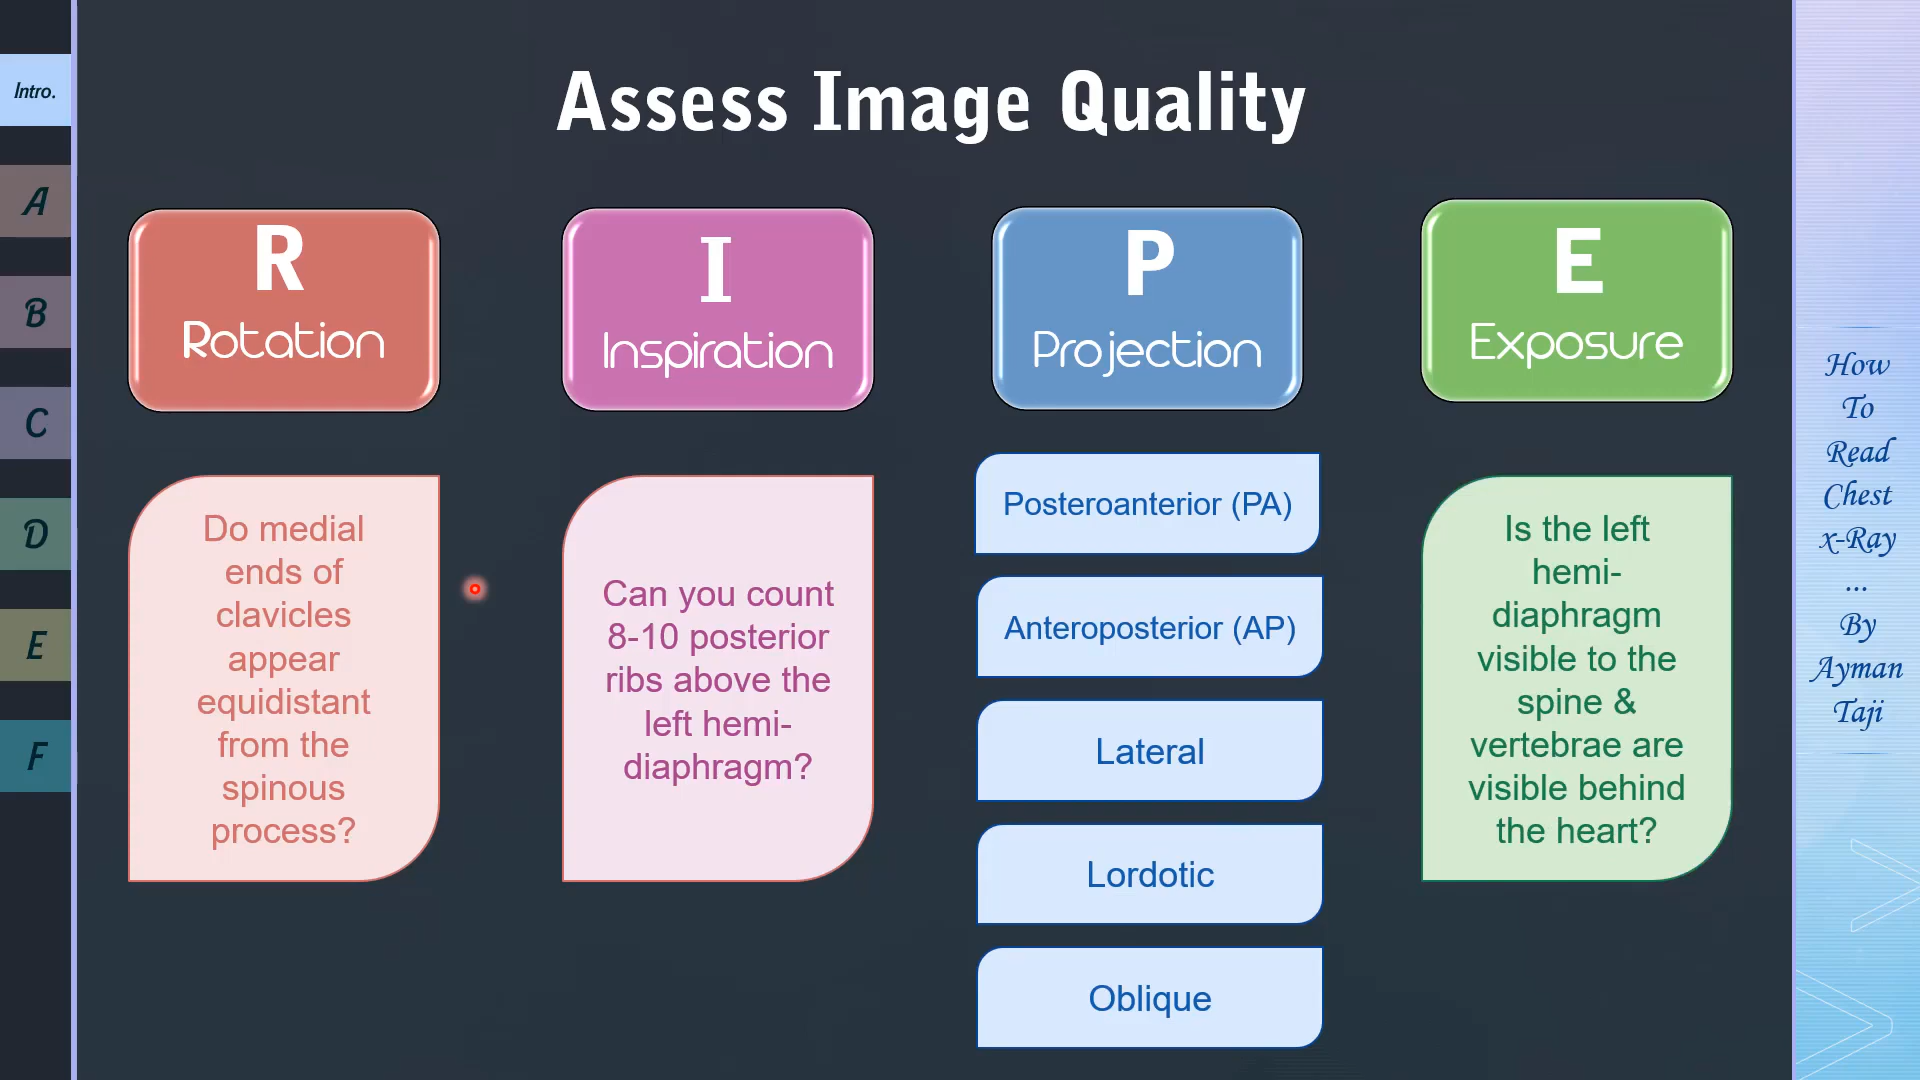 Assess Image Quality
Intro.
A
B
C
D
E
F
R
Rotation
Do medial
ends of
clavicles
appear
equidistant
from the
spinous
process?
I
Inspiration
Can you count
8-10 posterior
ribs above the
left hemi-
diaphragm?
P
Projection
Posteroanterior (PA)
Anteroposterior (AP)
Lateral
Lordotic
Oblique
E
Exposure
Is the left
hemi-
diaphragm
visible to the
spine &
vertebrae are
visible behind
the heart?
How
To
Read
Chest
x-Ray
...
By
Ayman
Taji